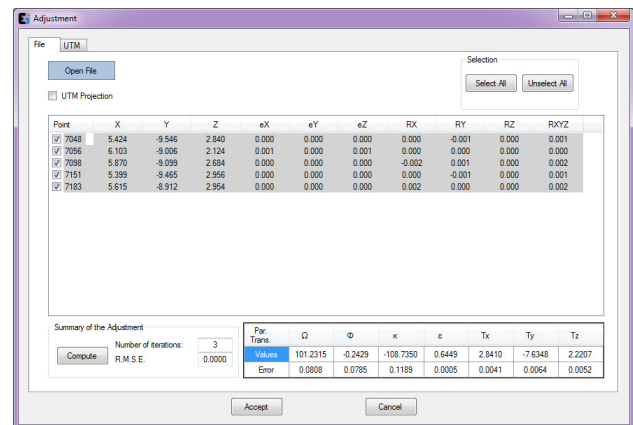 Adjustment
File UTM
Open File
UTM Projection
Selection
Select All Unselect All
Point X Y Z eX eY eZ RX RY RZ RXYZ
7048 5.424 -9.546 2.840 0.000 0.000 0.000 0.000 -0.001 0.000 0.001
7056 6.103 -9.006 2.124 0.001 0.000 0.001 0.000 0.000 0.000 0.000
7098 5.870 -9.099 2.684 0.000 0.000 0.000 -0.002 0.001 0.000 0.002
7151 5.399 -9.465 2.956 0.000 0.000 0.000 0.000 -0.001 0.000 0.001
7183 5.615 -8.912 2.954 0.000 0.000 0.000 0.002 0.000 0.000 0.002
Summary of the Adjustment
Compute
Number of iterations: 3
R.M.S.E. 0.0000
Par. Trans. Ω Φ κ ε Tx Ty Tz
Values 101.2315 -0.2429 -108.7350 0.6449 2.8410 -7.6348 2.2207
Error 0.0808 0.0785 0.1189 0.0005 0.0041 0.0064 0.0052
Accept Cancel